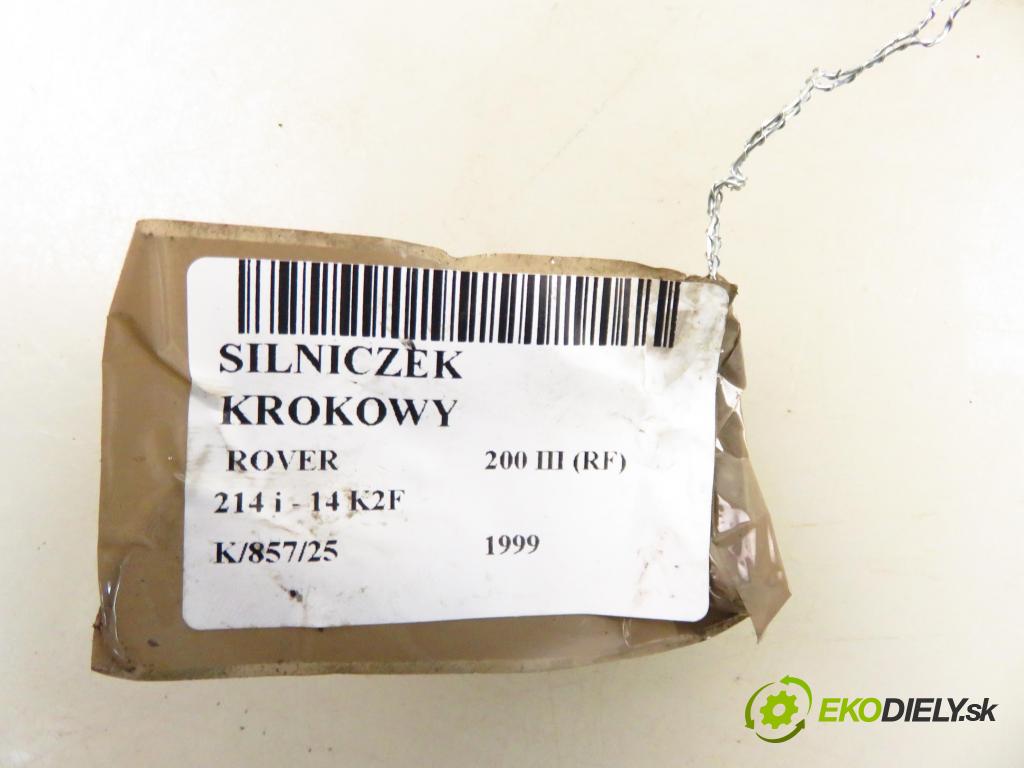 SILNICZEK
KROKOWY
ROVER 200 III (RF)
214 i - 14 K2F
K/857/25 1999
EKODIELY.sk